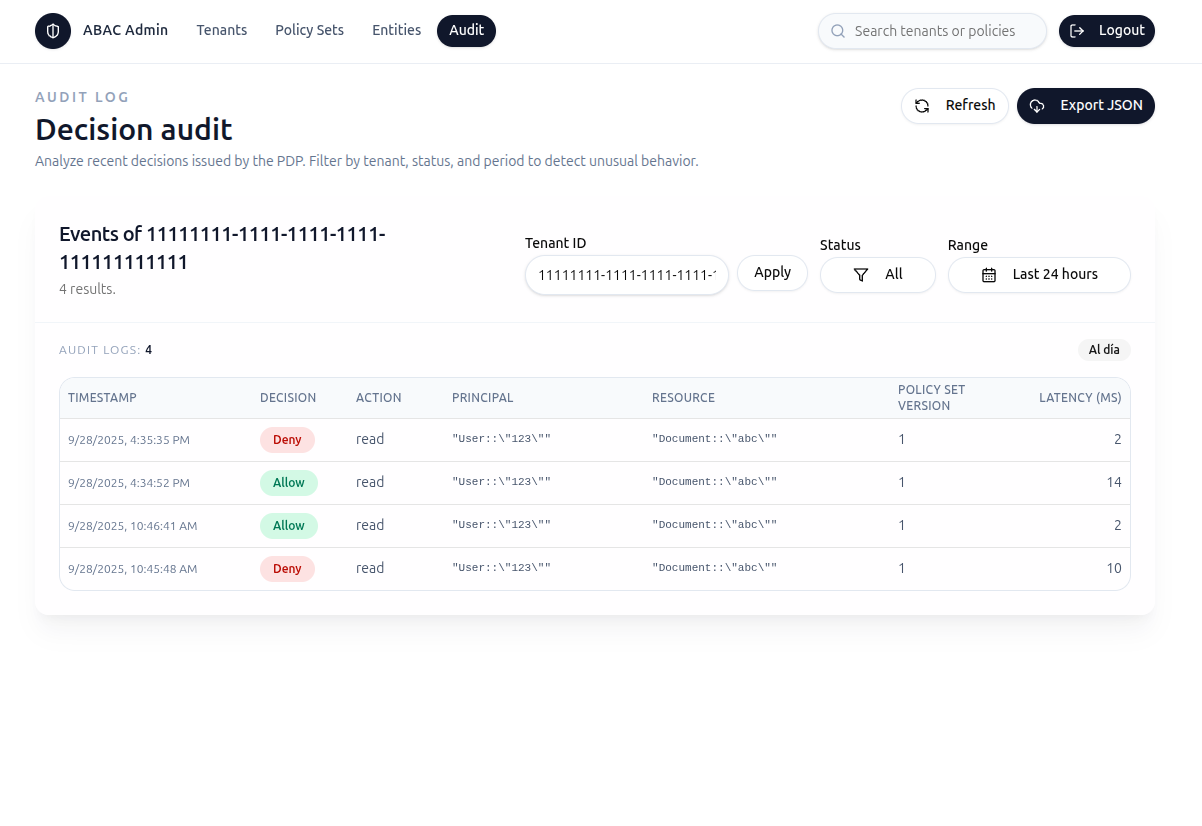 ABAC Admin Tenants Policy Sets Entities Audit Search tenants or policies Logout
AUDIT LOG
Decision audit
Analyze recent decisions issued by the PDP. Filter by tenant, status, and period to detect unusual behavior.
Refresh Export JSON
Events of 11111111-1111-1111-1111-
111111111111
4 results.
Tenant ID
11111111-1111-1111-1111-
Apply
Status
All
Range
Last 24 hours
AUDIT LOGS: 4
Al día
TIMESTAMP DECISION ACTION PRINCIPAL RESOURCE POLICY SET VERSION LATENCY (MS)
9/28/2025, 4:35:35 PM Deny read "User::\"123\"" "Document::\"abc\"" 1 2
9/28/2025, 4:34:52 PM Allow read "User::\"123\"" "Document::\"abc\"" 1 14
9/28/2025, 10:46:41 AM Allow read "User::\"123\"" "Document::\"abc\"" 1 2
9/28/2025, 10:45:48 AM Deny read "User::\"123\"" "Document::\"abc\"" 1 10